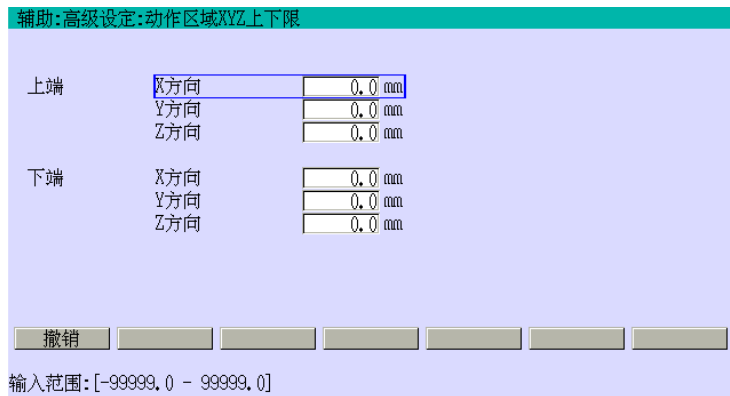 辅助:高级设定:动作区域XYZ上下限
上端 X方向 0.0 mm
Y方向 0.0 mm
Z方向 0.0 mm
下端 X方向 0.0 mm
Y方向 0.0 mm
Z方向 0.0 mm
撤销
输入范围:[-99999.0 - 99999.0]